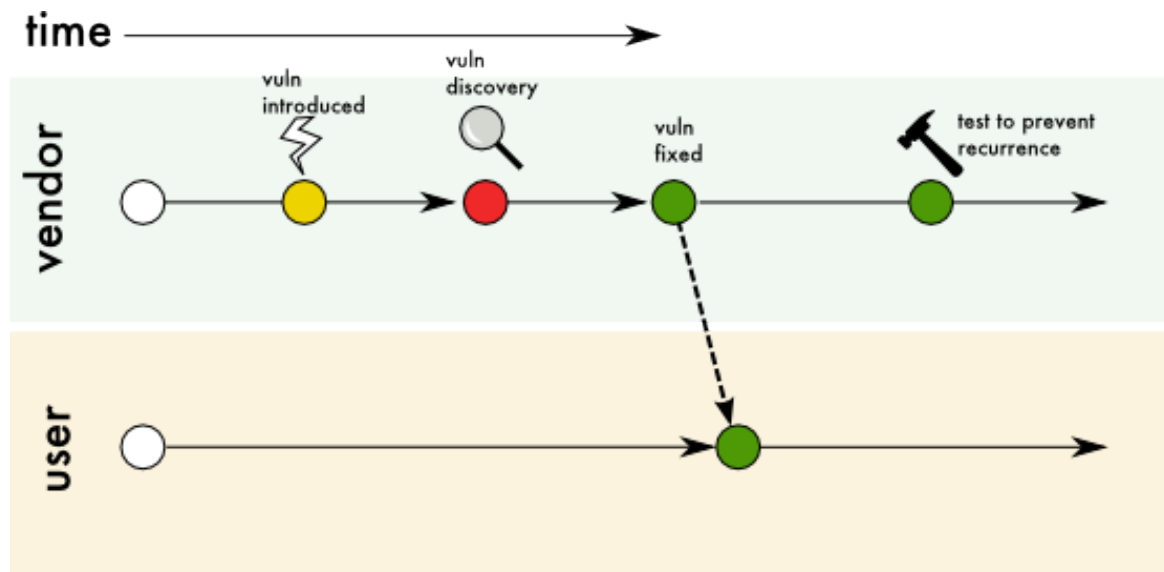 time
vuln
introduced
vuln
discovery
vuln
fixed
test to prevent
recurrence
vendor
user